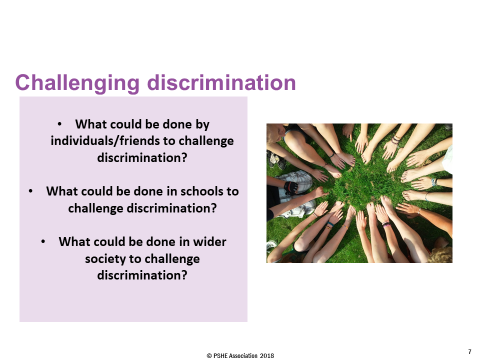 Challenging discrimination
• What could be done by
individuals/friends to challenge
discrimination?
• What could be done in schools to
challenge discrimination?
• What could be done in wider
society to challenge
discrimination?
© PSHE Association 2018
7